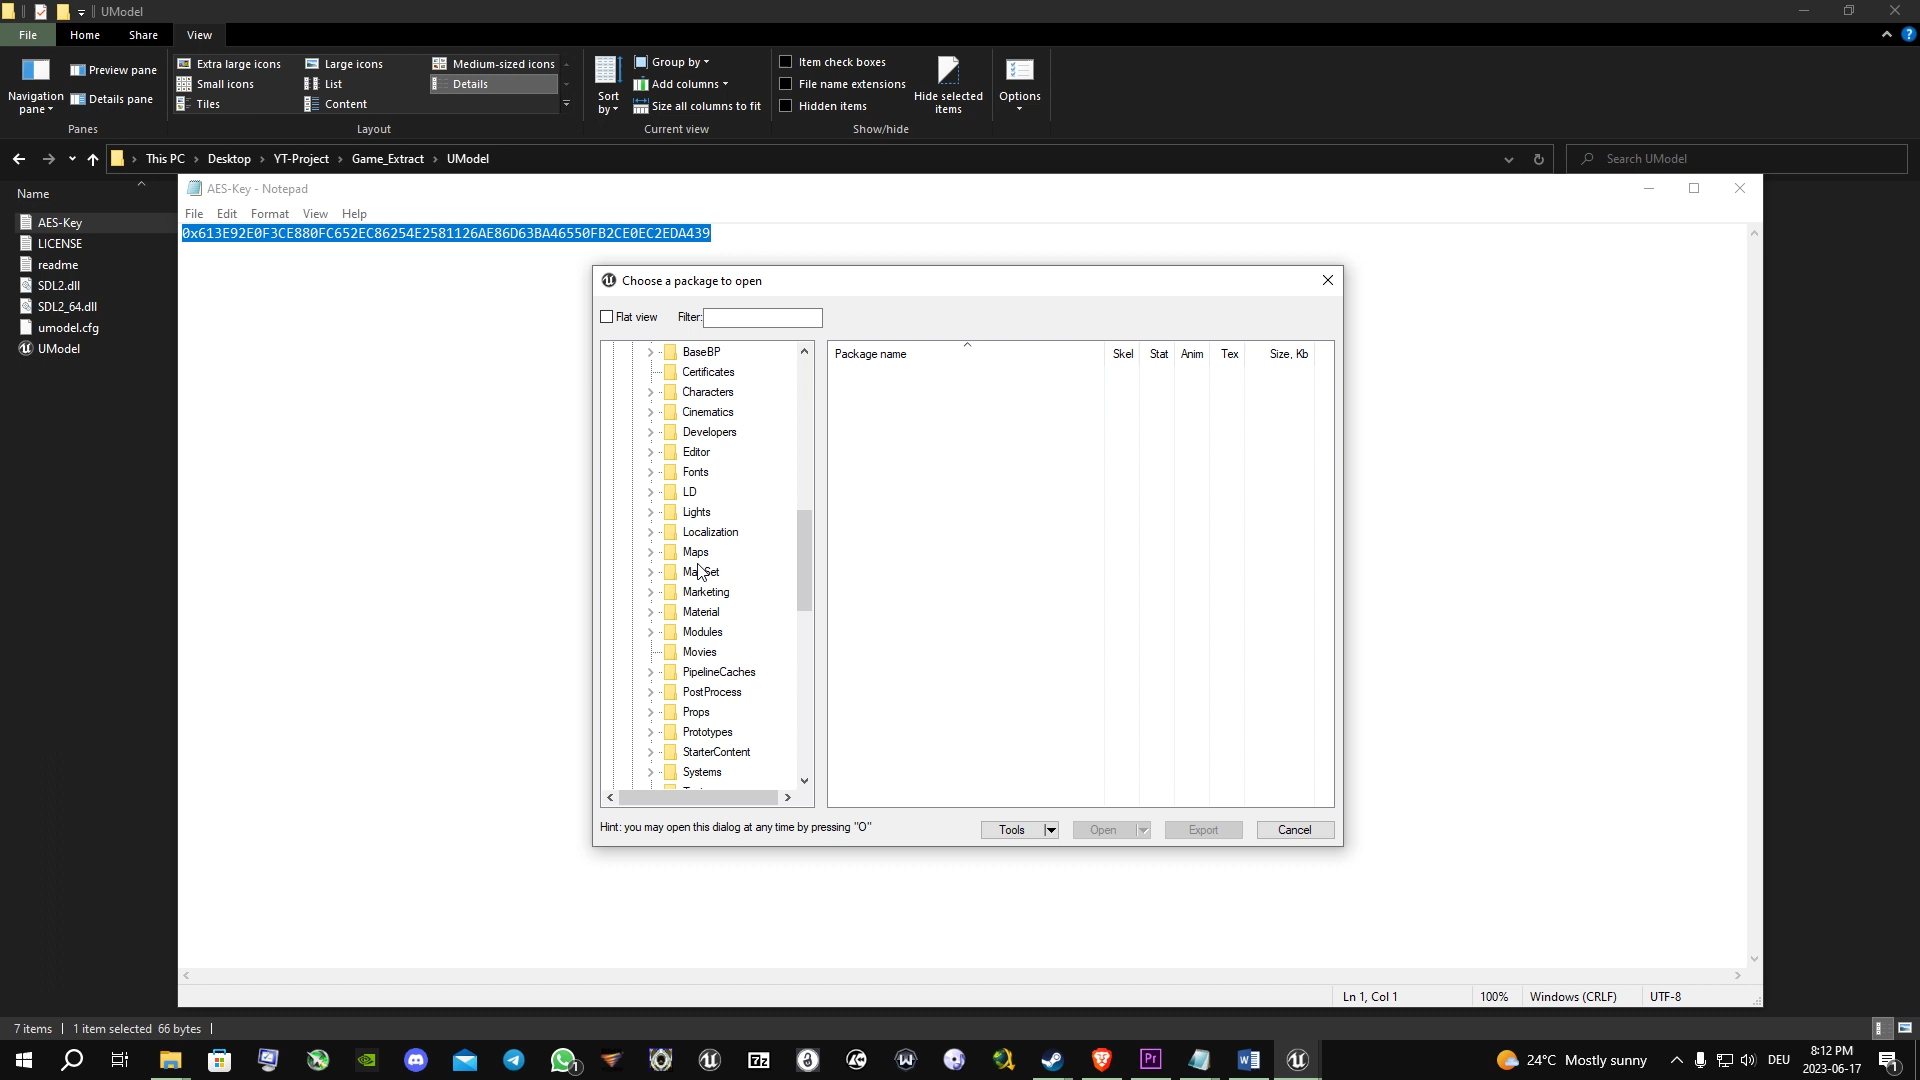 UModel
File Home Share View
Navigation pane
Preview pane
Details pane
Panes
Extra large icons Large icons Medium-sized icons
Small icons List Details
Tiles Content
Layout
Sort by
Group by
Add columns
Size all columns to fit
Current view
Item check boxes
File name extensions
Hidden items
Hide selected items
Show/hide
Options
This PC > Desktop > YT-Project > Game_Extract > UModel
Search UModel
Name
AES-Key
LICENSE
readme
SDL2.dll
SDL2_64.dll
umodel.cfg
UModel
AES-Key - Notepad
File Edit Format View Help
0x613E92E0F3CE880FC652EC86254E2581126AE86D63BA46550FB2CE0EC2EDA439
Choose a package to open
Flat view Filter:
BaseBP
Certificates
Characters
Cinematics
Developers
Editor
Fonts
LD
Lights
Localization
Maps
Marketing
Material
Modules
Movies
PipelineCaches
PostProcess
Props
Prototypes
StarterContent
Systems
Package name Skel Stat Anim Tex Size, Kb
Hint: you may open this dialog at any time by pressing "O"
Tools Open Export Cancel
Ln 1, Col 1 100% Windows (CRLF) UTF-8
7 items 1 item selected 66 bytes
24°C Mostly sunny
DEU
8:12 PM
2023-06-17